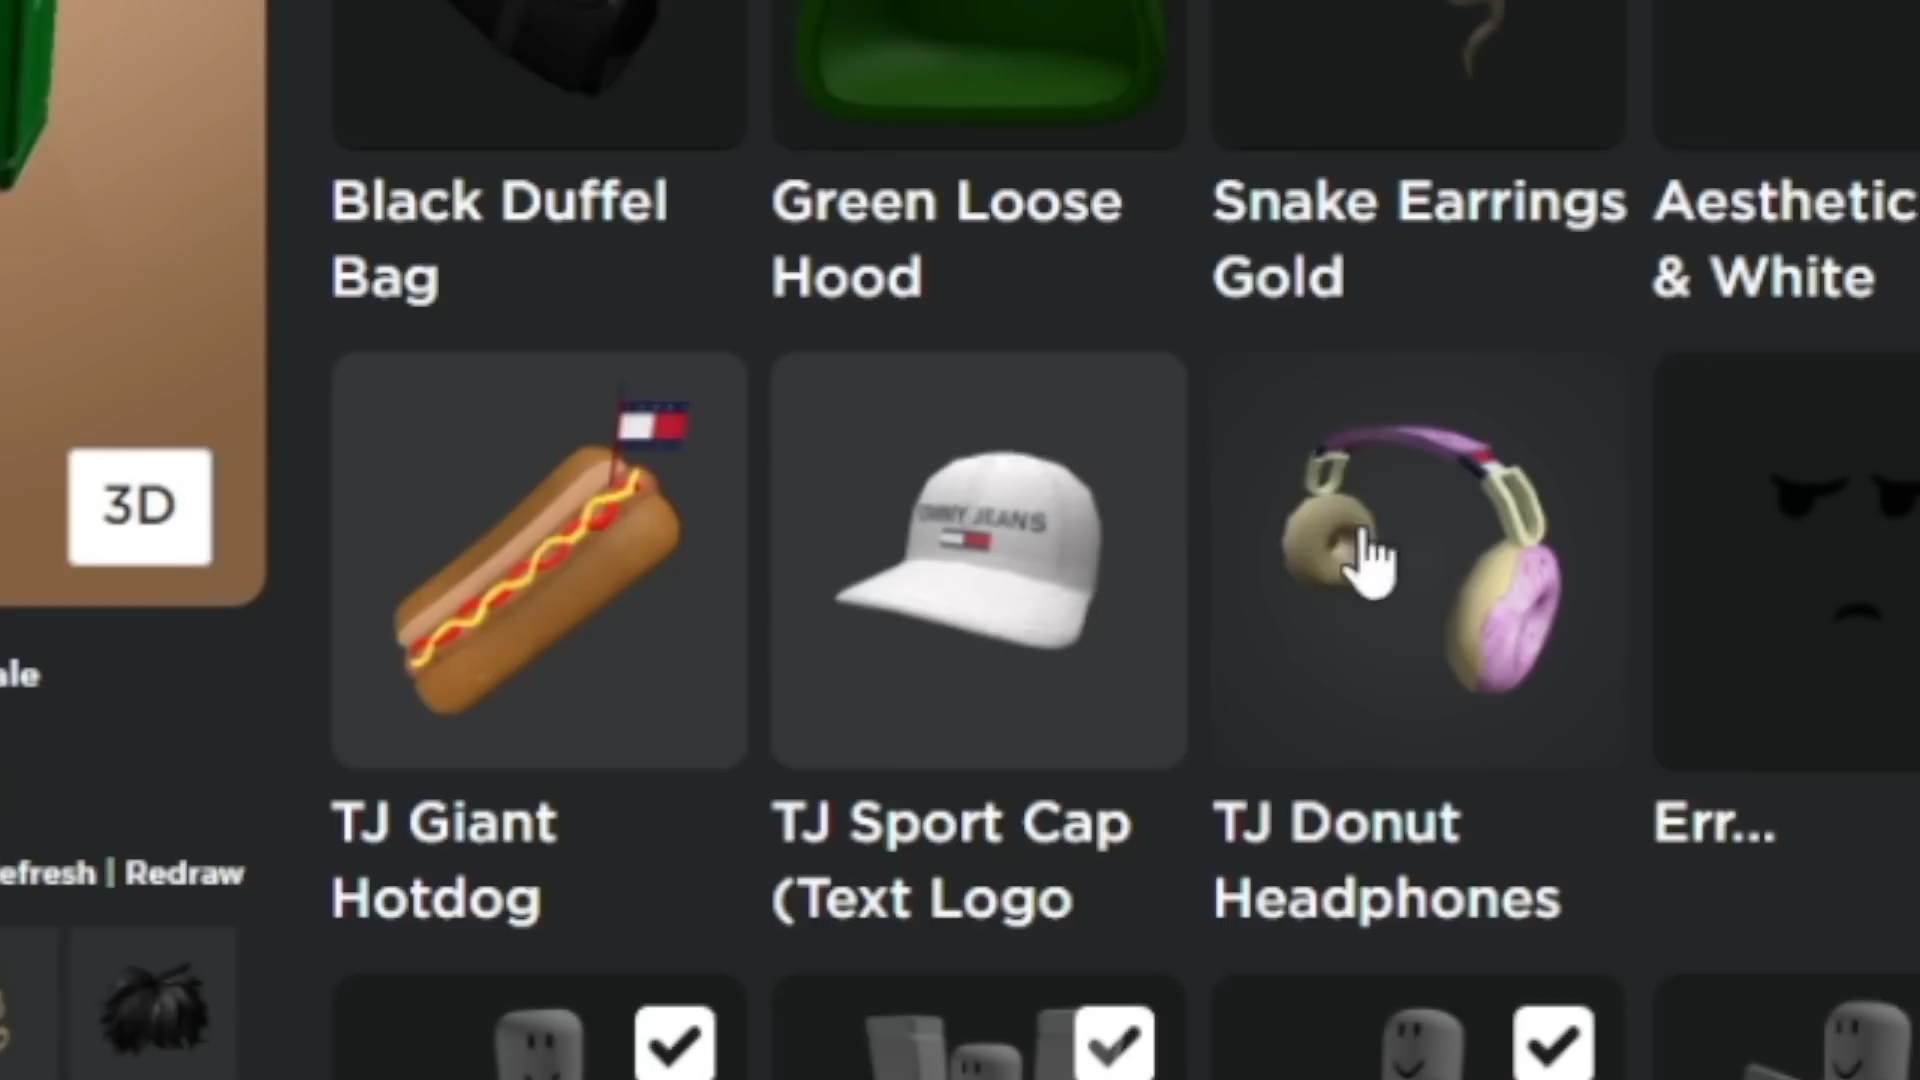 Black Duffel
Bag
Green Loose
Hood
Snake Earrings
Gold
Aesthetic
& White
3D
JEANS
TJ Giant
Hotdog
TJ Sport Cap
(Text Logo
TJ Donut
Headphones
Err...
efresh | Redraw